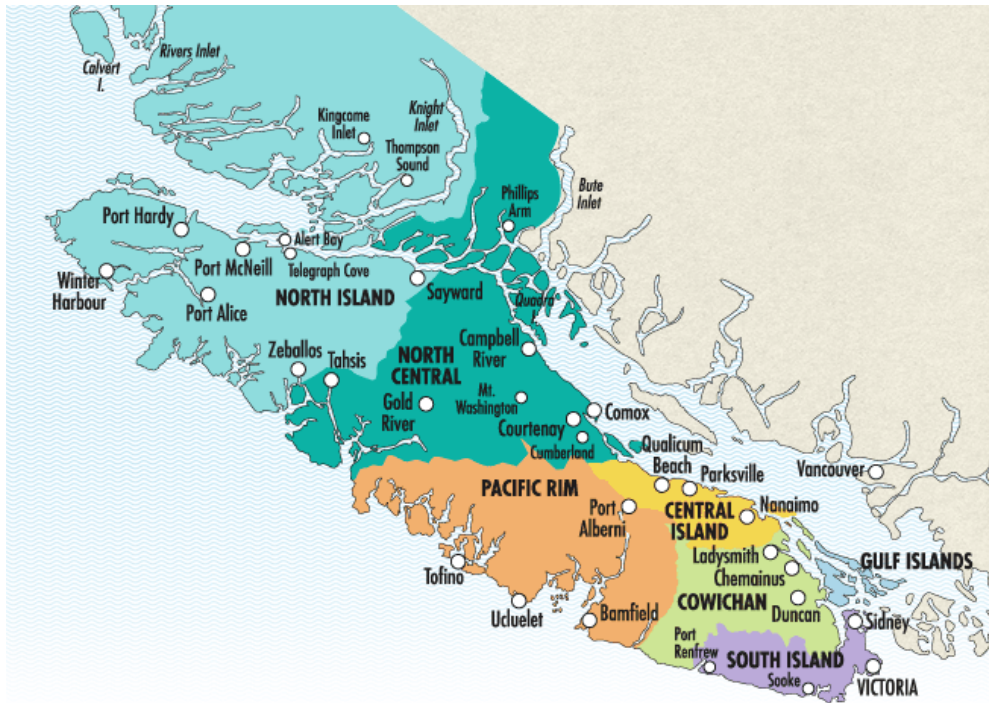 Calvert
I.
Rivers Inlet
Kingcome
Inlet
Knight
Inlet
Thompson
Sound
Bute
Inlet
Phillips
Arm
Port Hardy
Alert Bay
Port McNeill
Telegraph Cove
Winter
Harbour
Port Alice
NORTH ISLAND
Sayward
Quadra
I.
Campbell
River
Zeballos
Tahsis
NORTH
CENTRAL
Gold
River
Mt.
Washington
Comox
Courtenay
Cumberland
Qualicum
Beach
Parksville
Vancouver
PACIFIC RIM
Port
Alberni
CENTRAL
ISLAND
Nanaimo
Ladysmith
Chemainus
GULF ISLANDS
Tofino
Ucluelet
Bamfield
COWICHAN
Duncan
Sidney
Port
Renfrew
SOUTH ISLAND
Sooke
VICTORIA